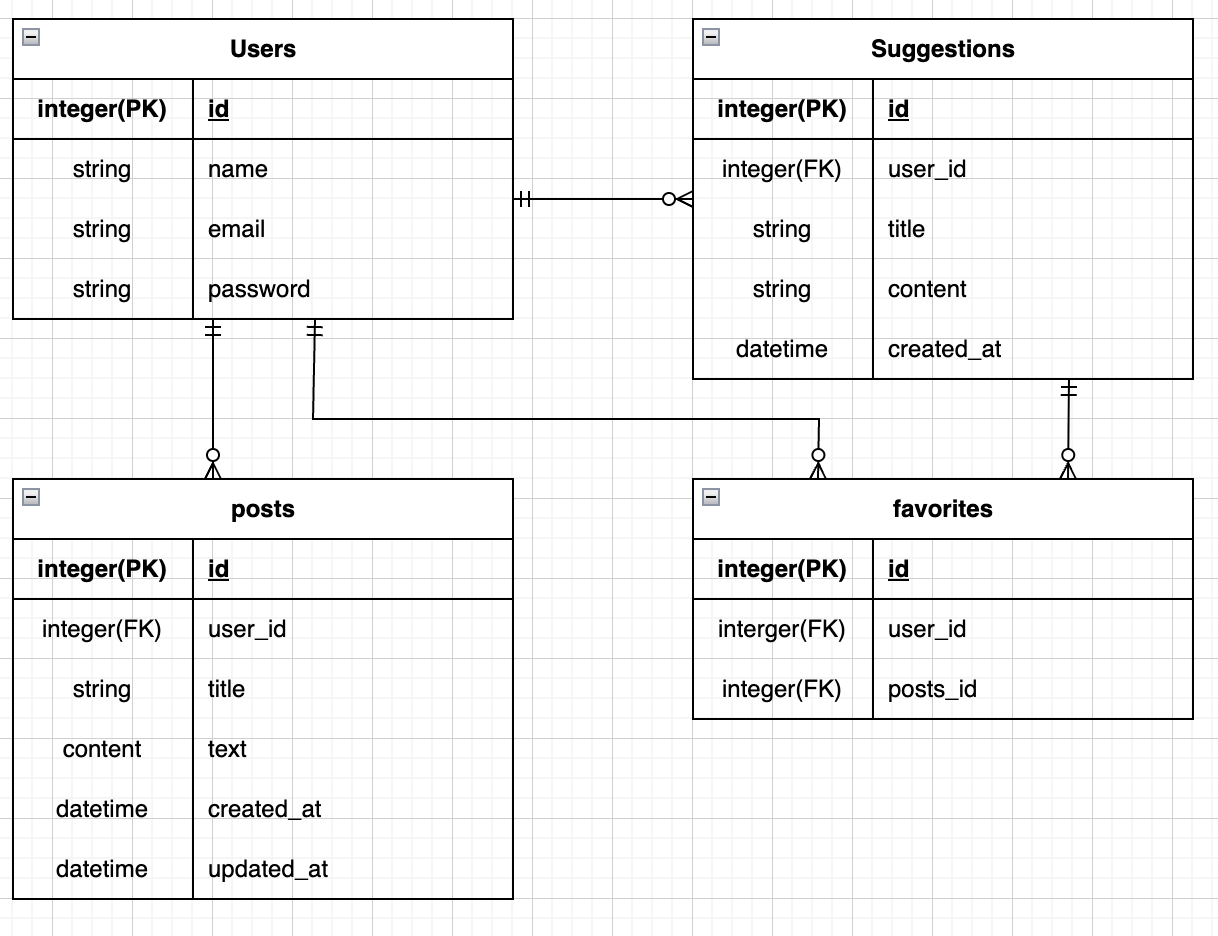 Users
integer(PK) id
string name
string email
string password
Suggestions
integer(PK) id
integer(FK) user_id
string title
string content
datetime created_at
posts
integer(PK) id
integer(FK) user_id
string title
content text
datetime created_at
datetime updated_at
favorites
integer(PK) id
interger(FK) user_id
integer(FK) posts_id